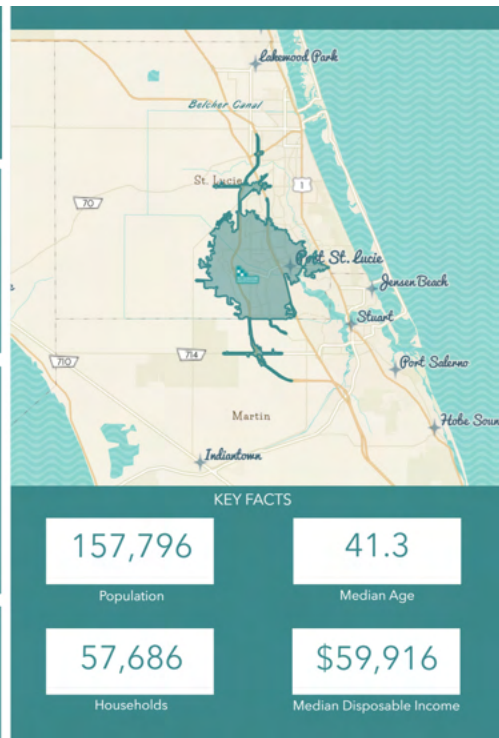 Lakewood Park
Belcher Canal
St. Lucie
1
70
Port St. Lucie
Jensen Beach
Stuart
710
714
Port Salerno
Martin
Hobe Soun
Indiantown
KEY FACTS
157,796
41.3
Population
Median Age
57,686
$59,916
Households
Median Disposable Income